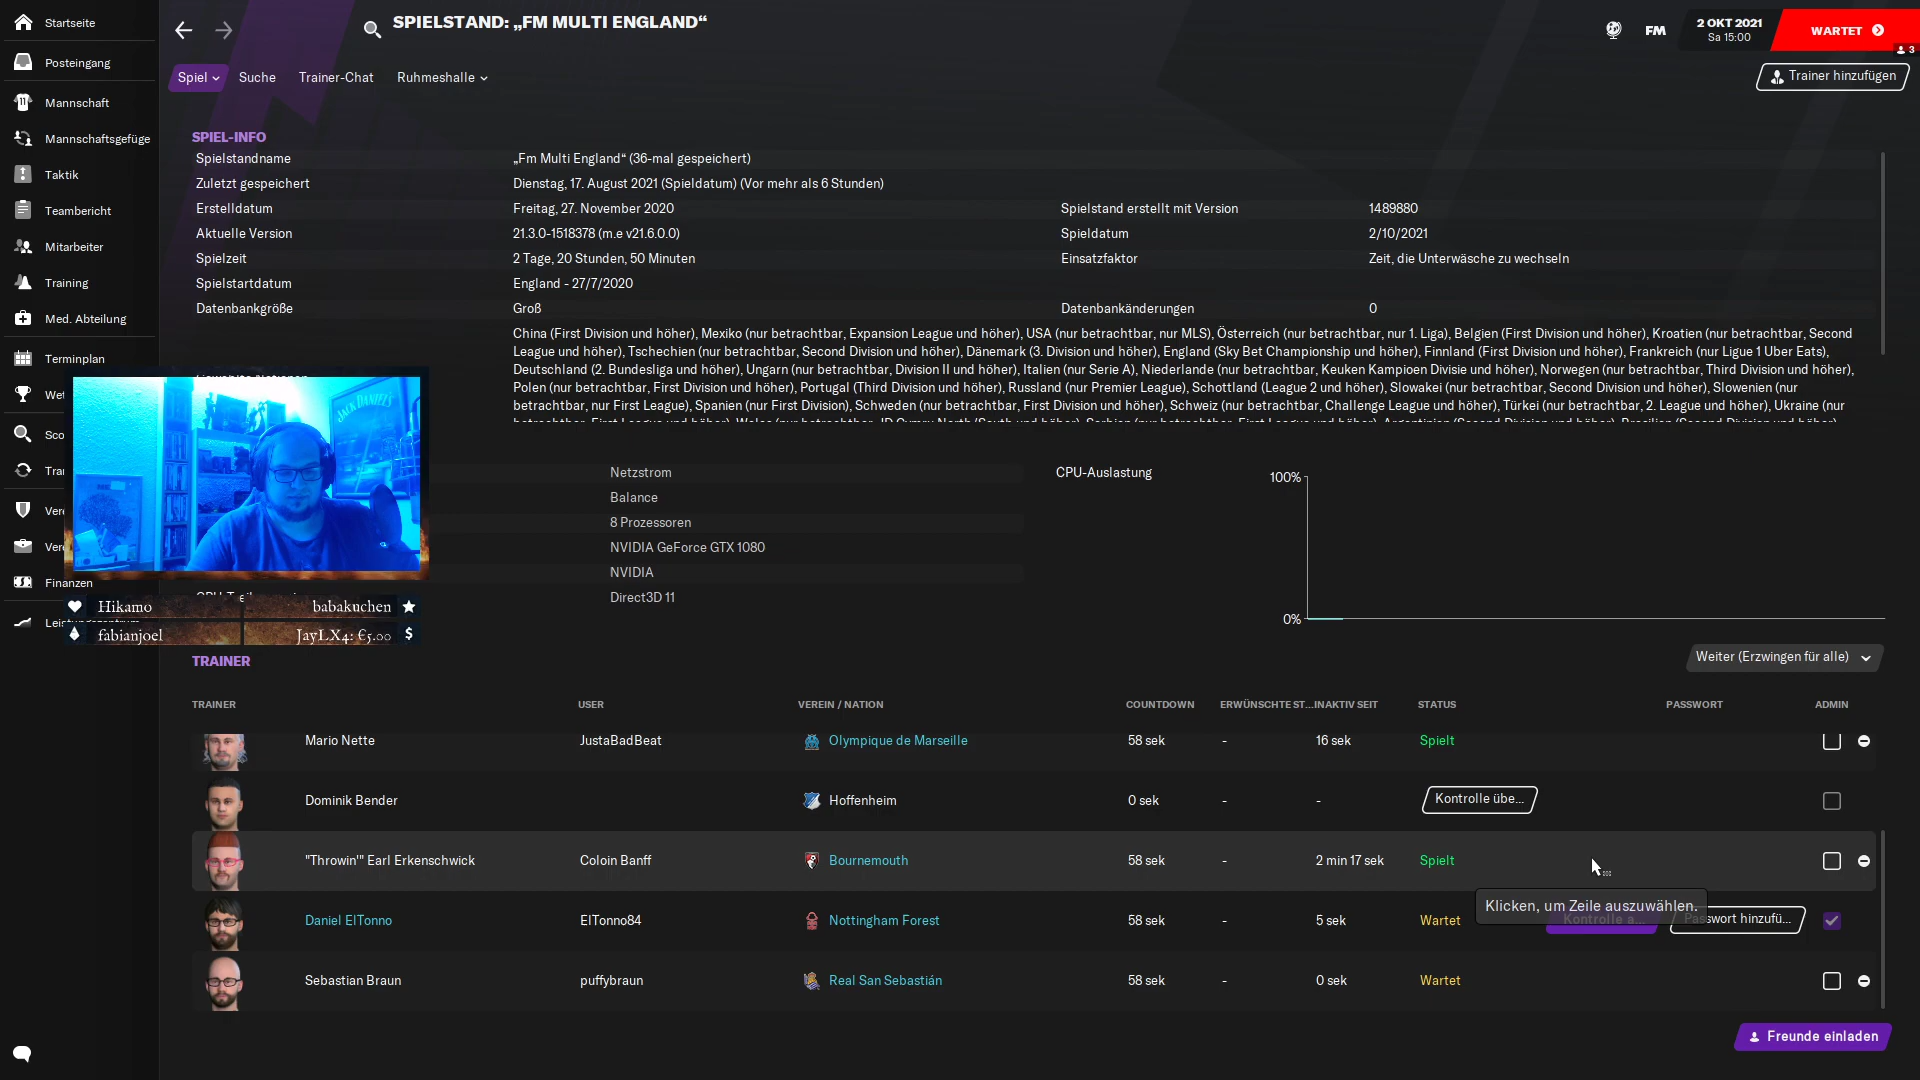 Startseite
Posteingang
Mannschaft
Mannschaftsgefüge
Taktik
Teambericht
Mitarbeiter
Training
Med. Abteilung
Terminplan
Finanzen
SPIELSTAND: „FM MULTI ENGLAND“
FM
2 OKT 2021
Sa 15:00
WARTET
3
Spiel
Suche
Trainer-Chat
Ruhmeshalle
Trainer hinzufügen
SPIEL-INFO
Spielstandname „Fm Multi England“ (36-mal gespeichert)
Zuletzt gespeichert Dienstag, 17. August 2021 (Spieldatum) (Vor mehr als 6 Stunden)
Erstelldatum Freitag, 27. November 2020 Spielstand erstellt mit Version 1489880
Aktuelle Version 21.3.0-1518378 (m.e v21.6.0.0) Spieldatum 2/10/2021
Spielzeit 2 Tage, 20 Stunden, 50 Minuten Einsatzfaktor Zeit, die Unterwäsche zu wechseln
Spielstartdatum England - 27/7/2020
Datenbankgröße Groß Datenbankänderungen 0
China (First Division und höher), Mexiko (nur betrachtbar, Expansion League und höher), USA (nur betrachtbar, nur MLS), Österreich (nur betrachtbar, nur 1. Liga), Belgien (First Division und höher), Kroatien (nur betrachtbar, Second
League und höher), Tschechien (nur betrachtbar, Second Division und höher), Dänemark (3. Division und höher), England (Sky Bet Championship und höher), Finnland (First Division und höher), Frankreich (nur Ligue 1 Uber Eats),
Deutschland (2. Bundesliga und höher), Ungarn (nur betrachtbar, Division II und höher), Italien (nur Serie A), Niederlande (nur betrachtbar, Keuken Kampioen Divisie und höher), Norwegen (nur betrachtbar, Third Division und höher),
Polen (nur betrachtbar, First Division und höher), Portugal (Third Division und höher), Russland (nur Premier League), Schottland (League 2 und höher), Slowakei (nur betrachtbar, Second Division und höher), Slowenien (nur
betrachtbar, nur First League), Spanien (nur First Division), Schweden (nur betrachtbar, First Division und höher), Schweiz (nur betrachtbar, Challenge League und höher), Türkei (nur betrachtbar, 2. League und höher), Ukraine (nur
JACK DANIEL'S
Netzstrom
Balance
8 Prozessoren
NVIDIA GeForce GTX 1080
NVIDIA
Direct3D 11
CPU-Auslastung
100%
0%
Hikamo babakuchen
fabianjoel JayLX4: €5.00
TRAINER
Weiter (Erzwingen für alle)
TRAINER USER VEREIN / NATION COUNTDOWN ERWÜNSCHTE ST... INAKTIV SEIT STATUS PASSWORT ADMIN
Mario Nette JustaBadBeat Olympique de Marseille 58 sek - 16 sek Spielt
Dominik Bender Hoffenheim 0 sek - - Kontrolle übe...
"Throwin'" Earl Erkenschwick Coloin Banff Bournemouth 58 sek - 2 min 17 sek Spielt
Klicken, um Zeile auszuwählen.
Daniel ElTonno ElTonno84 Nottingham Forest 58 sek - 5 sek Wartet Kontrolle a... Passwort hinzufü...
Sebastian Braun puffybraun Real San Sebastián 58 sek - 0 sek Wartet
Freunde einladen